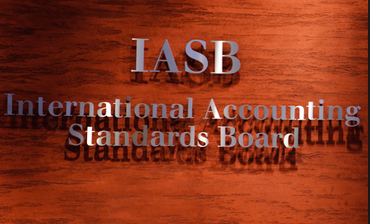 IASB
International Accounting
Standards Board